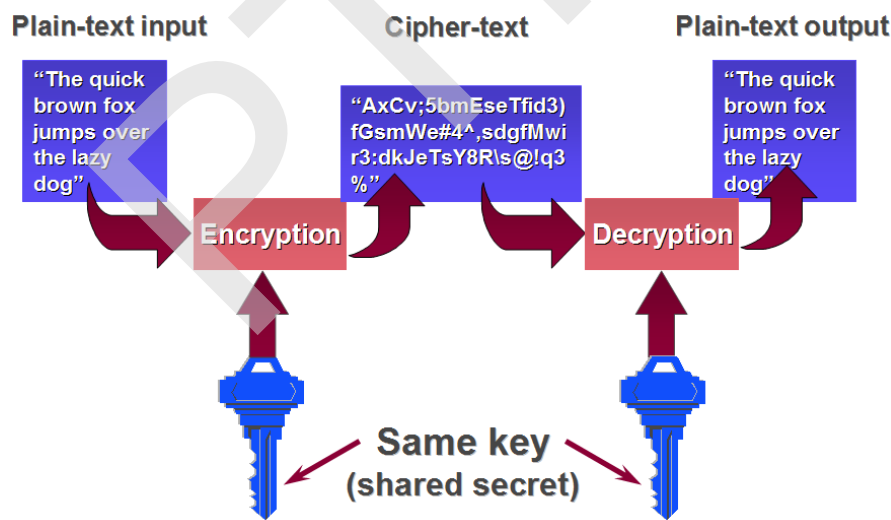 Plain-text input
Cipher-text
Plain-text output
“The quick
brown fox
jumps over
the lazy
dog”
“AxCv;5bmEseTfid3)
fGsmWe#4^,sdgfMwi
r3:dkJeTsY8R\s@!q3
%”
“The quick
brown fox
jumps over
the lazy
dog”
Encryption
Decryption
Same key
(shared secret)